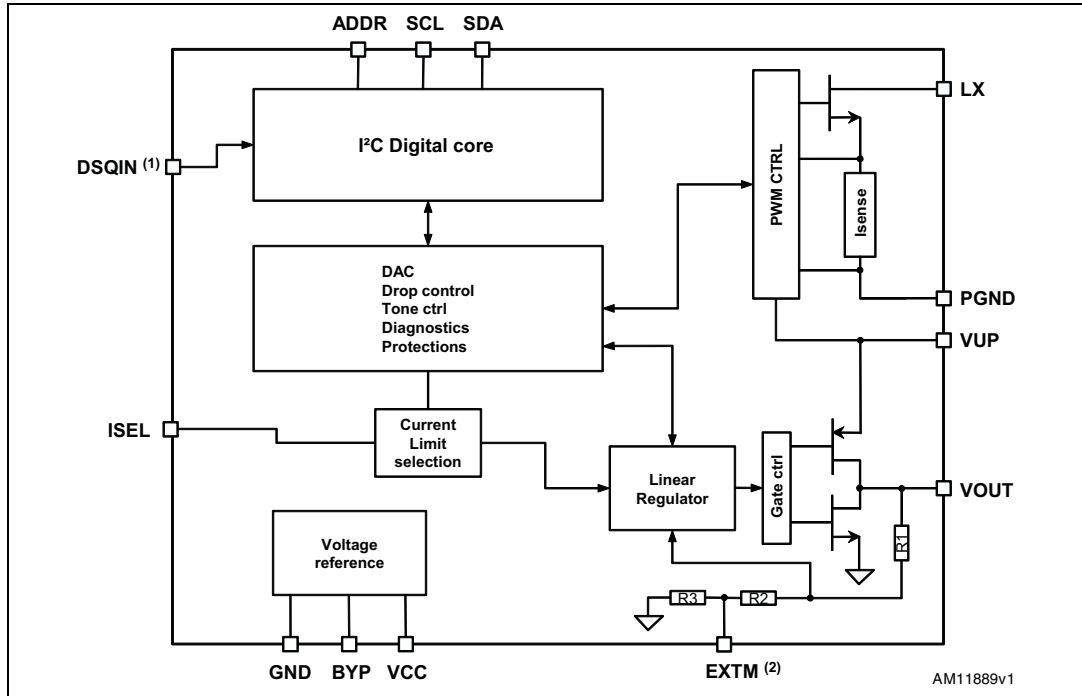 ADDR SCL SDA
DSQIN (1)
I²C Digital core
PWM CTRL
LX
Isense
PGND
VUP
DAC
Drop control
Tone ctrl
Diagnostics
Protections
ISEL
Current
Limit
selection
Linear
Regulator
Gate ctrl
VOUT
R1
Voltage
reference
R3
R2
GND BYP VCC
EXTM (2)
AM11889v1